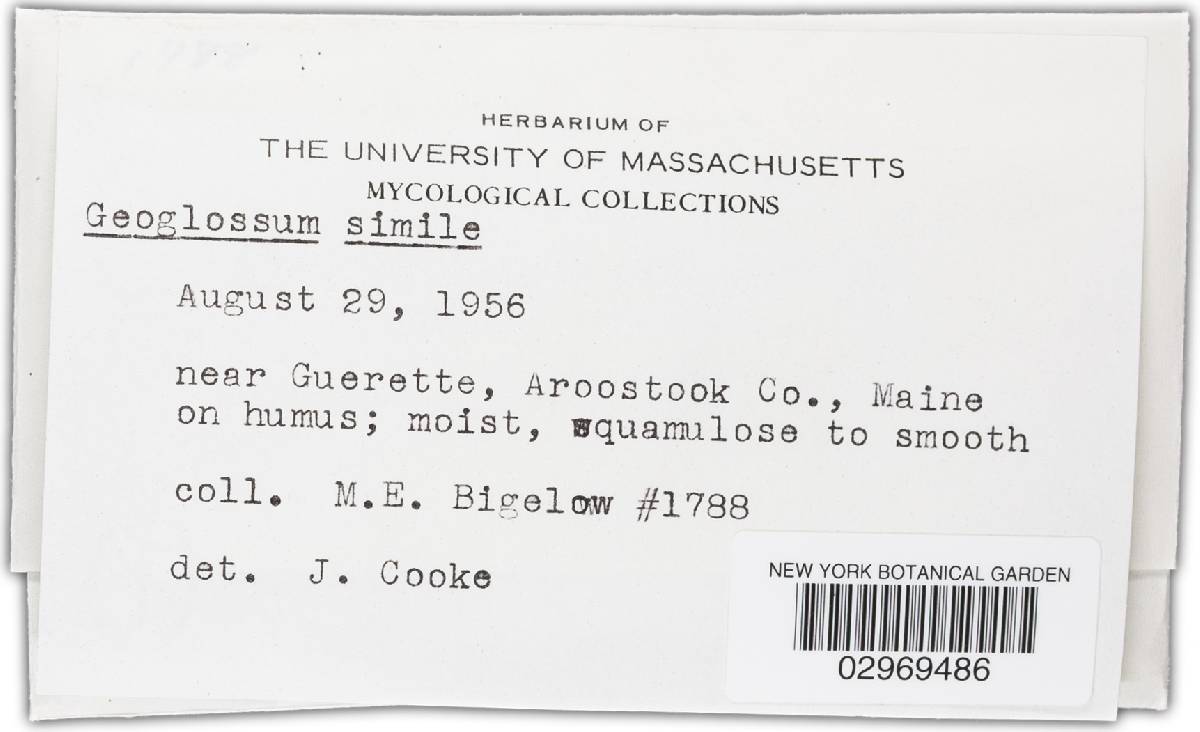 HERBARIUM OF
THE UNIVERSITY OF MASSACHUSETTS
MYCOLOGICAL COLLECTIONS
Geoglossum simile
August 29, 1956
near Guerette, Aroostook Co., Maine
on humus; moist, squamulose to smooth
coll. M.E. Bigelow #1788
det. J. Cooke
NEW YORK BOTANICAL GARDEN
02969486